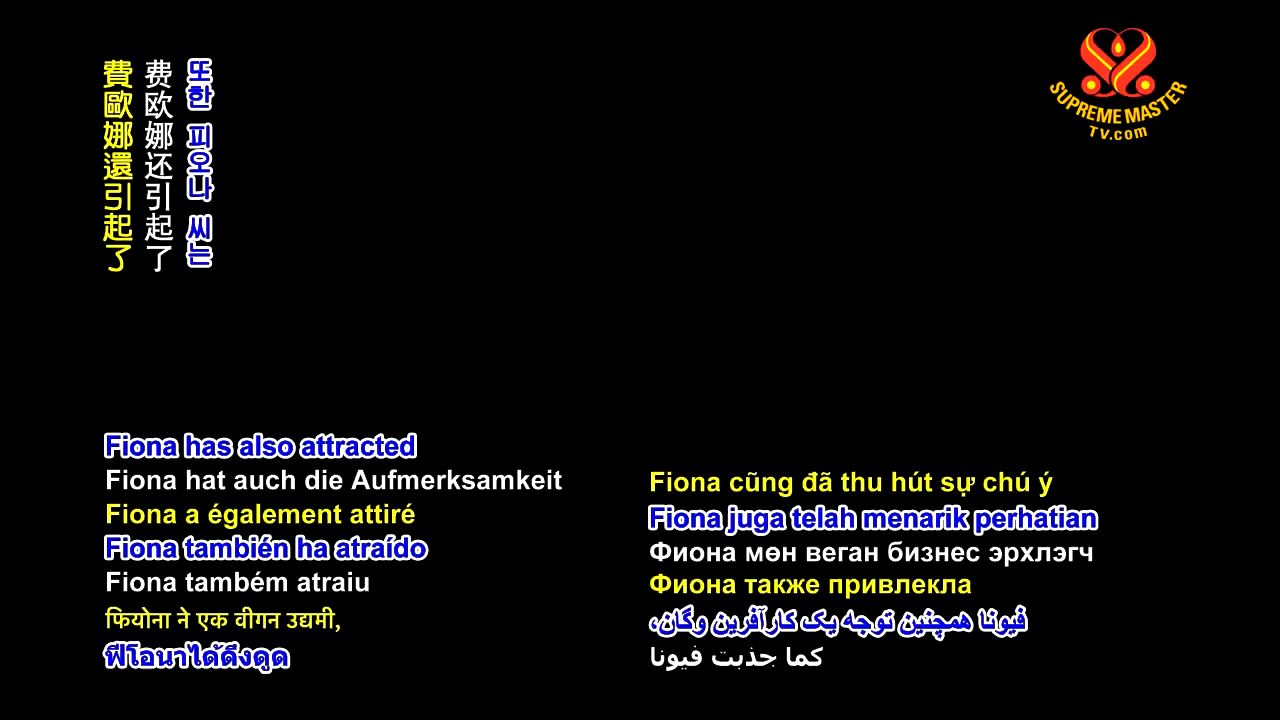 또한 피오나 씨는
费欧娜还引起了
費歐娜還引起了
SUPREME MASTER
TV.com
Fiona has also attracted
Fiona hat auch die Aufmerksamkeit
Fiona a également attiré
Fiona también ha atraído
Fiona também atraiu
फियोना ने एक वीगन उद्यमी,
ฟีโอนาได้ดึงดูด
Fiona cũng đã thu hút sự chú ý
Fiona juga telah menarik perhatian
Фиона мөн веган бизнес эрхлэгч
Фиона также привлекла
فیونا همچنین توجه یک کارآفرین وگان،
كما جذبت فيونا